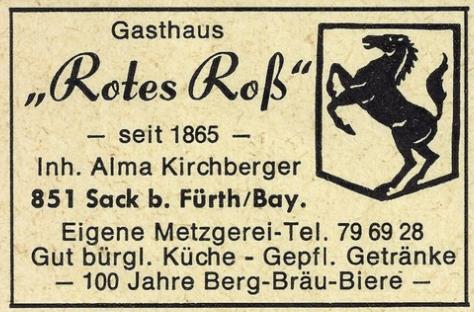 Gasthaus
„Rotes Roß“
— seit 1865 —
Inh. Alma Kirchberger
851 Sack b. Fürth/Bay.
Eigene Metzgerei-Tel. 79 69 28
Gut bürgl. Küche - Gepfl. Getränke
— 100 Jahre Berg-Bräu-Biere —